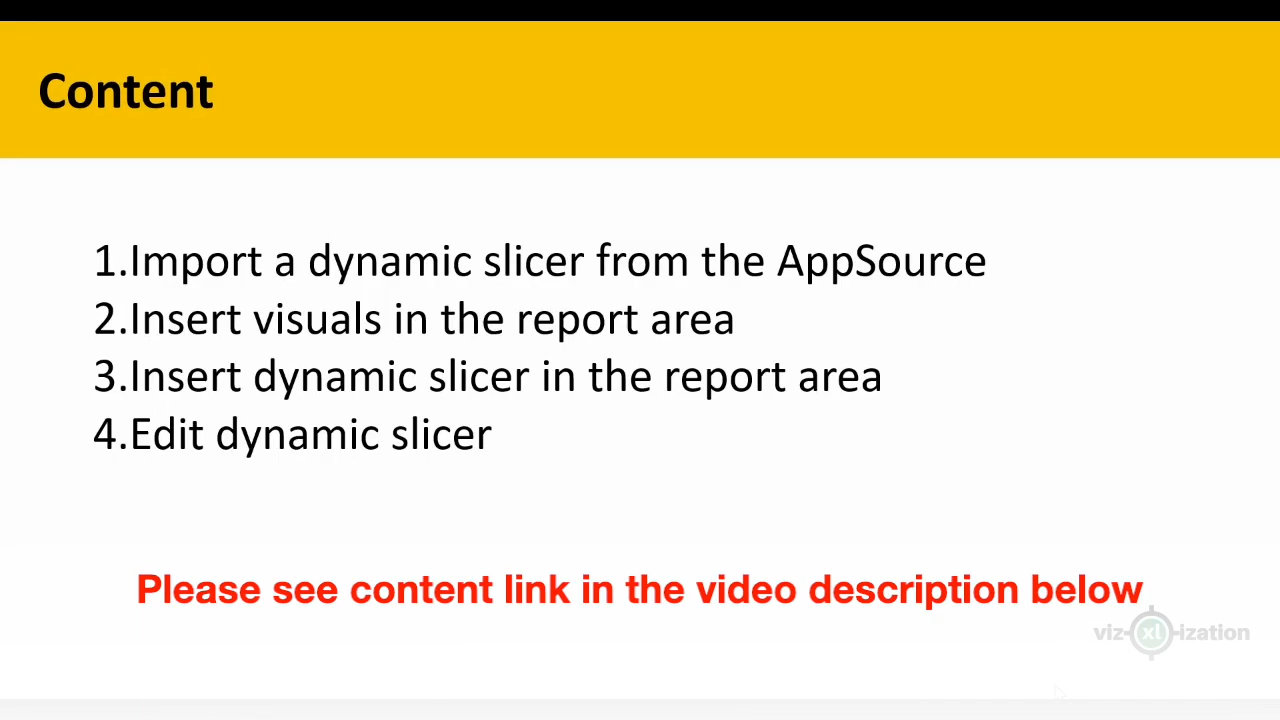 Content
1.Import a dynamic slicer from the AppSource
2.Insert visuals in the report area
3.Insert dynamic slicer in the report area
4.Edit dynamic slicer
Please see content link in the video description below
viz-xl-ization